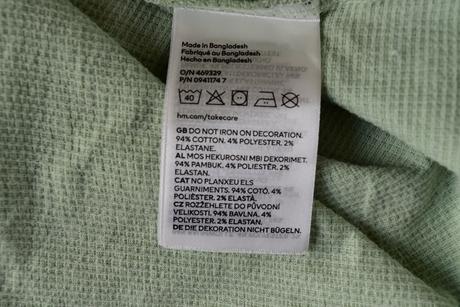 Made in Bangladesh
Fabriqué au Bangladesh
Hecho en Bangladesh
O/N 469329
P/N 0941174 7
40
hm.com/takecare
GB DO NOT IRON ON DECORATION.
94% COTTON. 4% POLYESTER. 2%
ELASTANE.
AL MOS HEKUROSNI MBI DEKORIMET.
94% PAMBUK. 4% POLIESTËR. 2%
ELASTAN.
CAT NO PLANXEU ELS
GUARNIMENTS. 94% COTÓ. 4%
POLIÈSTER. 2% ELASTÀ.
CZ ROZŽEHLETE DO PŮVODNÍ
VELIKOSTI. 94% BAVLNA. 4%
POLYESTER. 2% ELASTAN.
DE DIE DEKORATION NICHT BÜGELN.